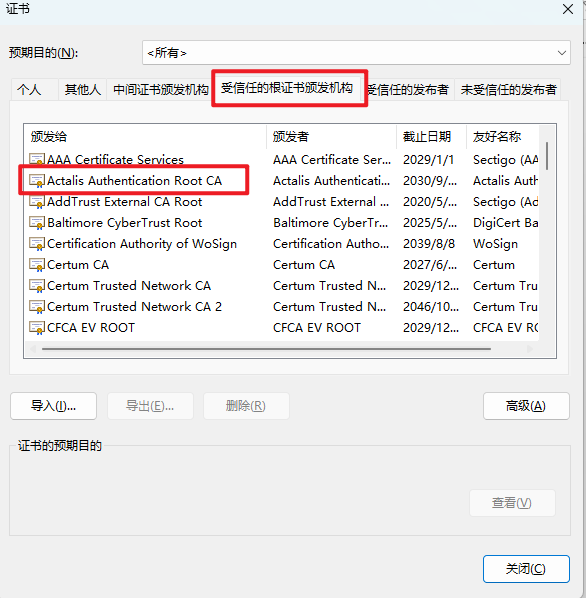 证书
预期目的(N): <所有>
个人 其他人 中间证书颁发机构 受信任的根证书颁发机构 受信任的发布者 未受信任的发布者
颁发给 颁发者 截止日期 友好名称
AAA Certificate Services AAA Certificate Ser... 2029/1/1 Sectigo (AA
Actalis Authentication Root CA Actalis Authenticati... 2030/9/... Actalis Auth
AddTrust External CA Root AddTrust External ... 2020/5/... Sectigo (Ad
Baltimore CyberTrust Root Baltimore CyberTru... 2025/5/... DigiCert Ba
Certification Authority of WoSign Certification Autho... 2039/8/8 WoSign
Certum CA Certum CA 2027/6/... Certum
Certum Trusted Network CA Certum Trusted N... 2029/12... Certum Tru
Certum Trusted Network CA 2 Certum Trusted N... 2046/10... Certum Tru
CFCA EV ROOT CFCA EV ROOT 2029/12... CFCA EV RC
导入(I)... 导出(E)... 删除(R) 高级(A)
证书的预期目的
查看(V)
关闭(C)